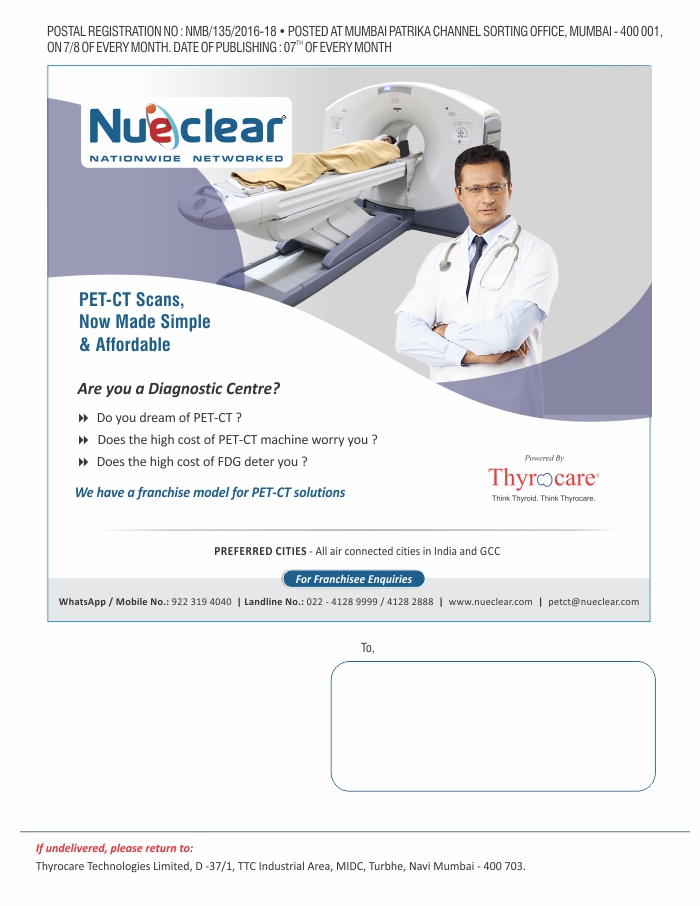 POSTAL REGISTRATION NO : NMB/135/2016-18 • POSTED AT MUMBAI PATRIKA CHANNEL SORTING OFFICE, MUMBAI - 400 001,
ON 7/8 OF EVERY MONTH. DATE OF PUBLISHING : 07TH OF EVERY MONTH
Nueclear
NATIONWIDE NETWORKED
PET-CT Scans,
Now Made Simple
& Affordable
Are you a Diagnostic Centre?
Do you dream of PET-CT ?
Does the high cost of PET-CT machine worry you ?
Does the high cost of FDG deter you ?
We have a franchise model for PET-CT solutions
Powered By
Thyrocare®
Think Thyroid. Think Thyrocare.
PREFERRED CITIES - All air connected cities in India and GCC
For Franchisee Enquiries
WhatsApp / Mobile No.: 922 319 4040 | Landline No.: 022 - 4128 9999 / 4128 2888 | www.nueclear.com | petct@nueclear.com
To,
If undelivered, please return to:
Thyrocare Technologies Limited, D -37/1, TTC Industrial Area, MIDC, Turbhe, Navi Mumbai - 400 703.